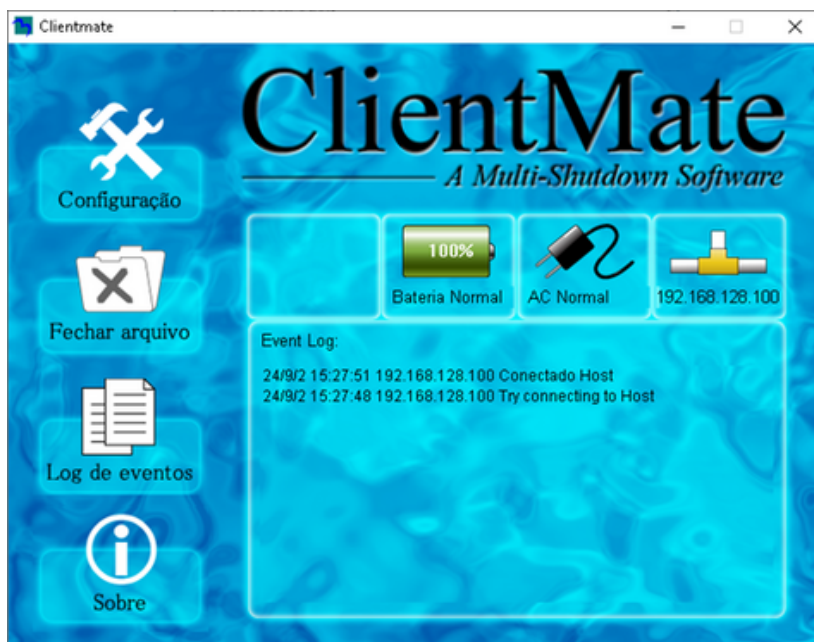 Clientmate
ClientMate
A Multi-Shutdown Software
Configuração
Fechar arquivo
Log de eventos
Sobre
100%
Bateria Normal
AC Normal
192.168.128.100
Event Log:
24/9/2 15:27:51 192.168.128.100 Conectado Host
24/9/2 15:27:48 192.168.128.100 Try connecting to Host